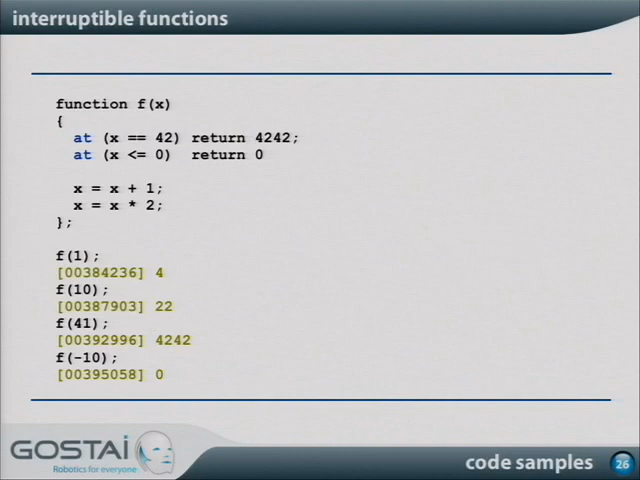 interruptible functions
function f(x)
{
at (x == 42) return 4242;
at (x <= 0) return 0
x = x + 1;
x = x * 2;
};
f(1);
[00384236] 4
f(10);
[00387903] 22
f(41);
[00392996] 4242
f(-10);
[00395058] 0
GOSTAI
Robotics for everyone
code samples 26